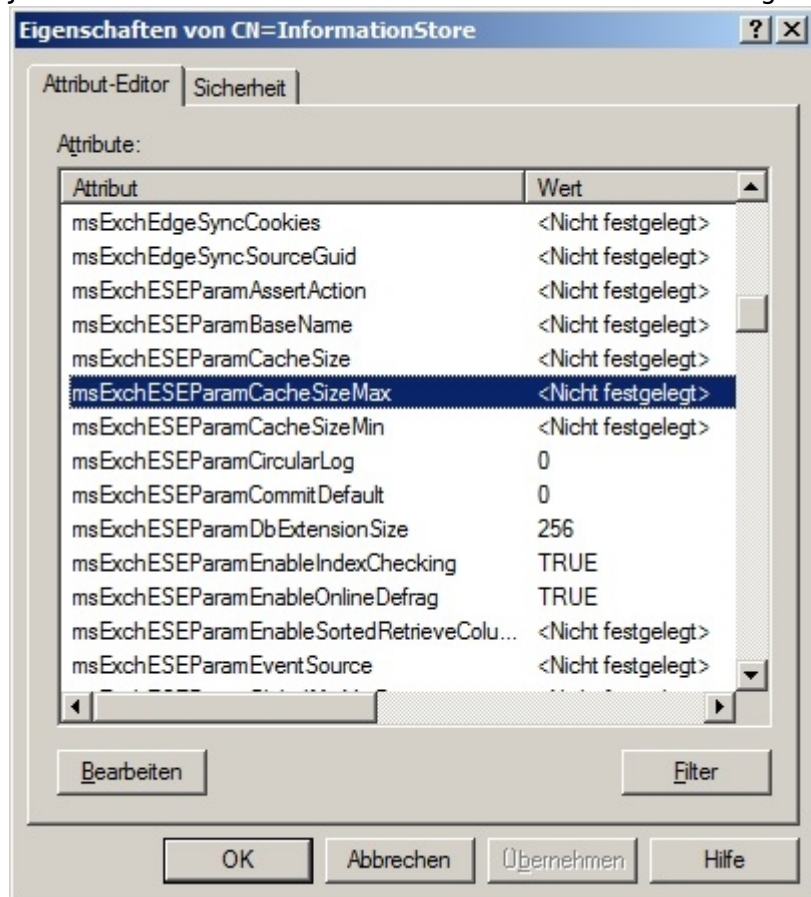 Eigenschaften von CN=InformationStore
Attribut-Editor Sicherheit
Attribute:
Attribut Wert
msExchEdgeSyncCookies <Nicht festgelegt>
msExchEdgeSyncSourceGuid <Nicht festgelegt>
msExchESEParamAssertAction <Nicht festgelegt>
msExchESEParamBaseName <Nicht festgelegt>
msExchESEParamCacheSize <Nicht festgelegt>
msExchESEParamCacheSizeMax <Nicht festgelegt>
msExchESEParamCacheSizeMin <Nicht festgelegt>
msExchESEParamCircularLog 0
msExchESEParamCommitDefault 0
msExchESEParamDbExtensionSize 256
msExchESEParamEnableIndexChecking TRUE
msExchESEParamEnableOnlineDefrag TRUE
msExchESEParamEnableSortedRetrieveColu... <Nicht festgelegt>
msExchESEParamEventSource <Nicht festgelegt>
Bearbeiten Filter
OK Abbrechen Übernehmen Hilfe